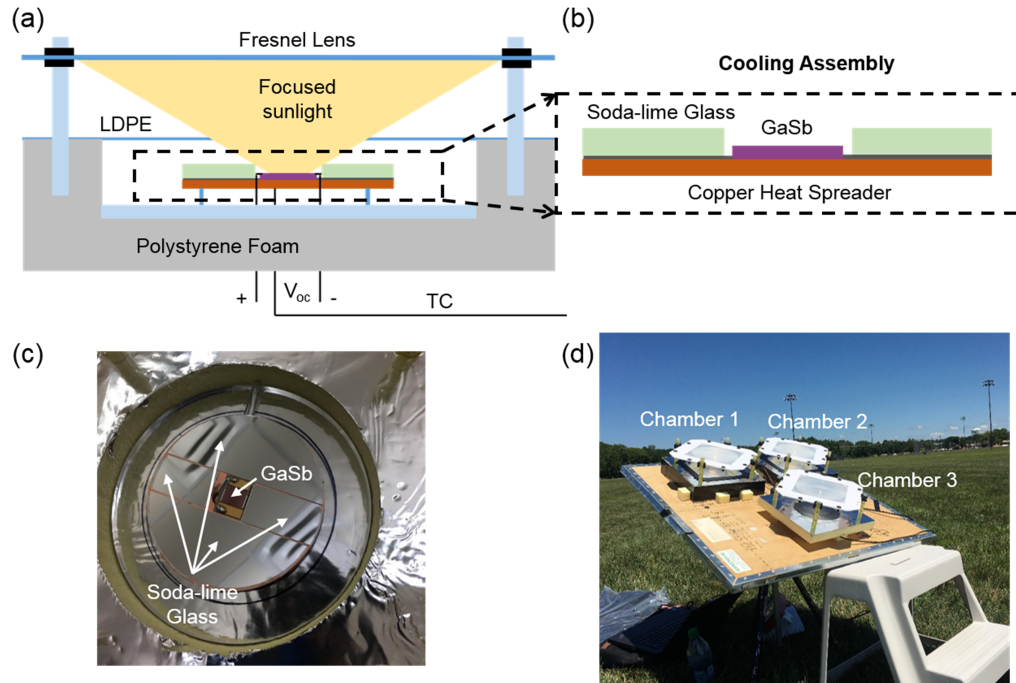 (a)
Fresnel Lens
Focused
sunlight
LDPE
Polystyrene Foam
+
Voc
-
TC
(b)
Cooling Assembly
Soda-lime Glass
GaSb
Copper Heat Spreader
(c)
GaSb
Soda-lime
Glass
(d)
Chamber 1
Chamber 2
Chamber 3